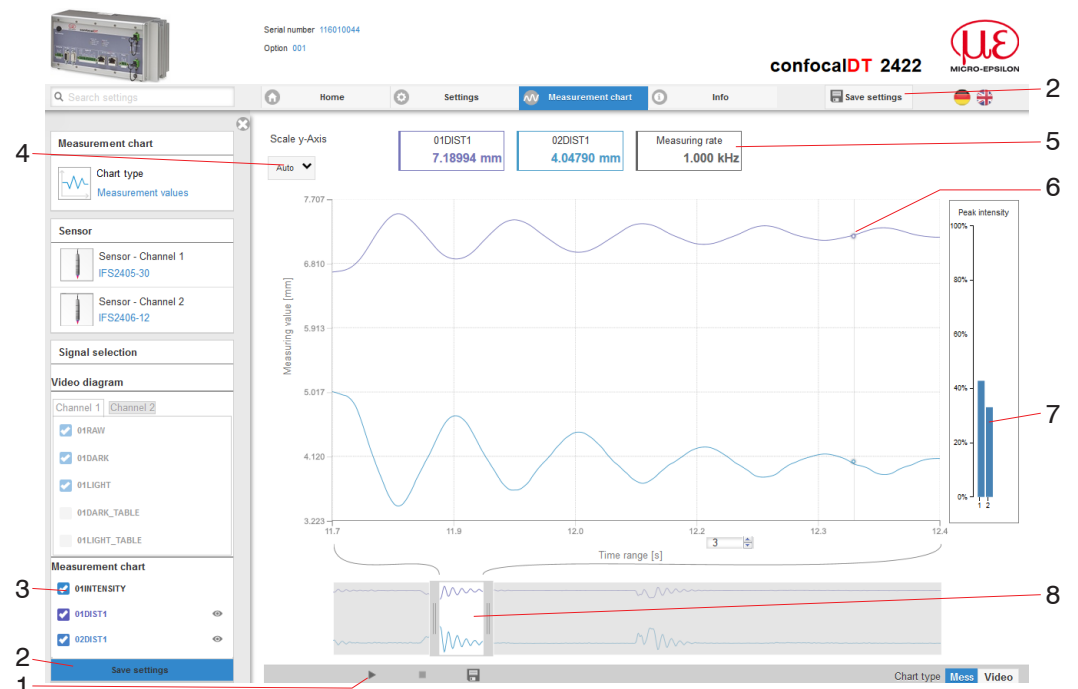 Serial number 116010044
Option 001
confocalDT 2422
με
MICRO-EPSILON
Search settings
Home
Settings
Measurement chart
Info
Save settings
2
Measurement chart
Chart type
Measurement values
Sensor
Sensor - Channel 1
IFS2405-30
Sensor - Channel 2
IFS2406-12
Signal selection
Video diagram
Channel 1 Channel 2
01RAW
01DARK
01LIGHT
01DARK_TABLE
01LIGHT_TABLE
Measurement chart
3
01INTENSITY
01DIST1
02DIST1
2
Save settings
1
Scale y-Axis
4
Auto
01DIST1
7.18994 mm
02DIST1
4.04790 mm
Measuring rate
1.000 kHz
5
6
Measuring value [mm]
7.707
6.810
5.913
5.017
4.120
3.223
11.7 11.9 12.0 12.2 12.3 12.4
3
Time range [s]
Peak intensity
100%
80%
60%
40%
20%
0%
1 2
7
8
Chart type Mess Video